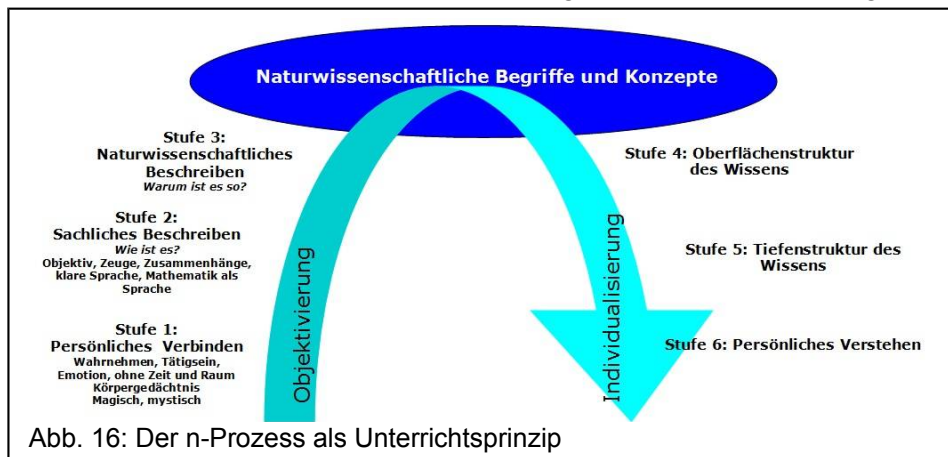 Naturwissenschaftliche Begriffe und Konzepte
Stufe 3:
Naturwissenschaftliches
Beschreiben
Warum ist es so?
Stufe 2:
Sachliches Beschreiben
Wie ist es?
Objektiv, Zeuge, Zusammenhänge,
klare Sprache, Mathematik als
Sprache
Stufe 1:
Persönliches Verbinden
Wahrnehmen, Tätigsein,
Emotion, ohne Zeit und Raum
Körpergedächtnis
Magisch, mystisch
Objektivierung
Individualisierung
Stufe 4: Oberflächenstruktur
des Wissens
Stufe 5: Tiefenstruktur des
Wissens
Stufe 6: Persönliches Verstehen
Abb. 16: Der n-Prozess als Unterrichtsprinzip